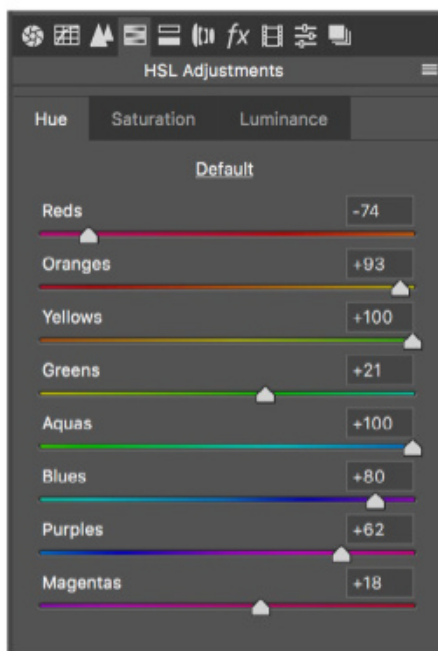 fx
HSL Adjustments
Hue Saturation Luminance
Default
Reds -74
Oranges +93
Yellows +100
Greens +21
Aquas +100
Blues +80
Purples +62
Magentas +18